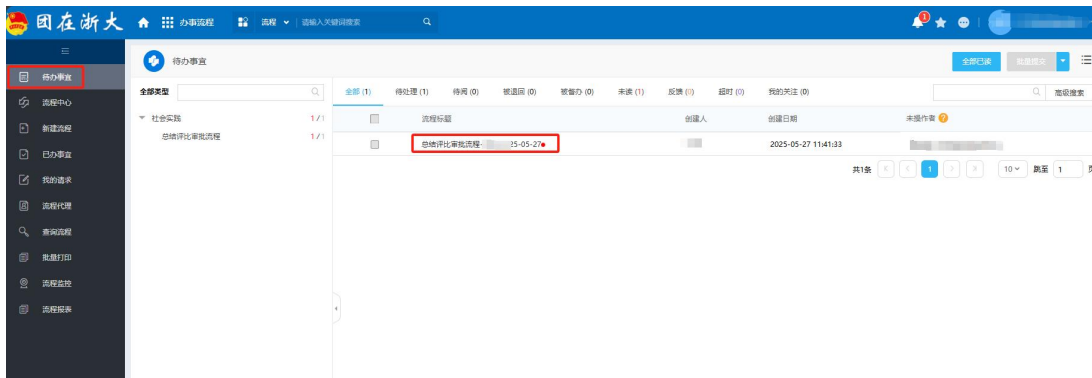 团在浙大 办事流程 流程 请输入关键词搜索 1
待办事宜
流程中心
新建流程
已办事宜
我的请求
流程代理
查询流程
批量打印
流程监控
流程报表
待办事宜 全部已读 批量提交
全部类型
社会实践 1/1
总结评比审批流程 1/1
全部 (1) 待处理 (1) 待阅 (0) 被退回 (0) 被督办 (0) 未读 (1) 反馈 (0) 超时 (0) 我的关注 (0) 高级搜索
流程标题 创建人 创建日期 未操作者
总结评比审批流程- 25-05-27 2025-05-27 11:41:33
共1条 1 10 跳至 1